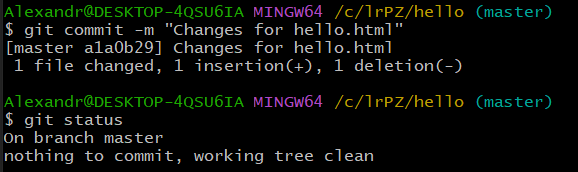 Alexandr@DESKTOP-4QSU6IA MINGW64 /c/lrPZ/hello (master)
$ git commit -m "Changes for hello.html"
[master a1a0b29] Changes for hello.html
 1 file changed, 1 insertion(+), 1 deletion(-)

Alexandr@DESKTOP-4QSU6IA MINGW64 /c/lrPZ/hello (master)
$ git status
On branch master
nothing to commit, working tree clean